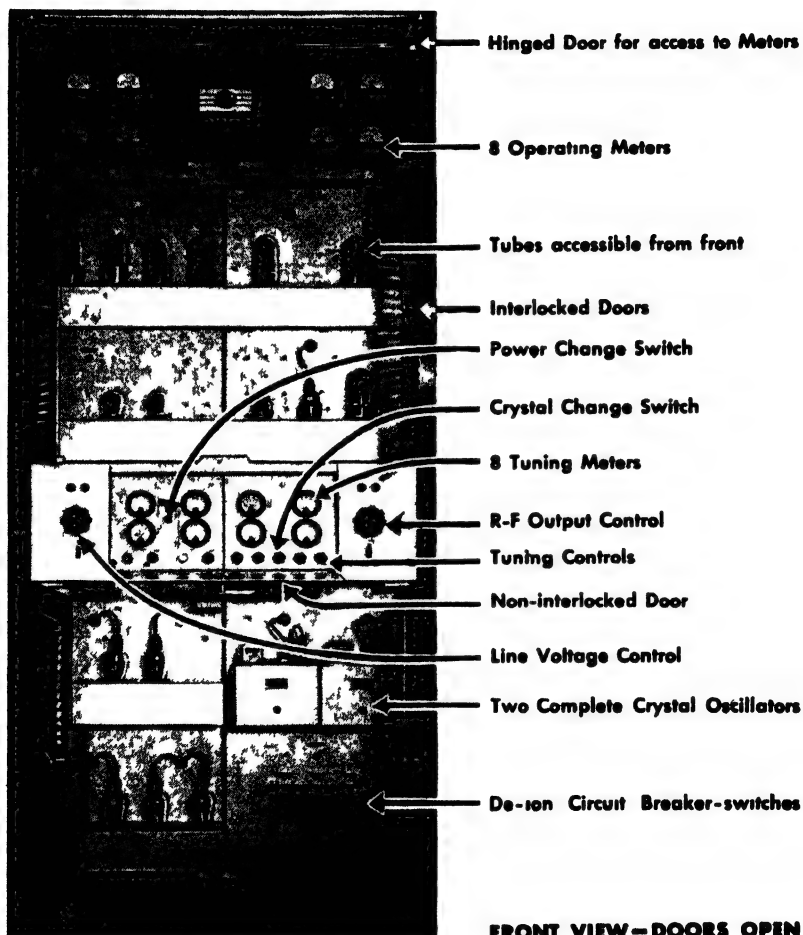 Hinged Door for access to Meters
8 Operating Meters
Tubes accessible from front
Interlocked Doors
Power Change Switch
Crystal Change Switch
8 Tuning Meters
R-F Output Control
Tuning Controls
Non-interlocked Door
Line Voltage Control
Two Complete Crystal Oscillators
De-ion Circuit Breaker-switches
FRONT VIEW—DOORS OPEN